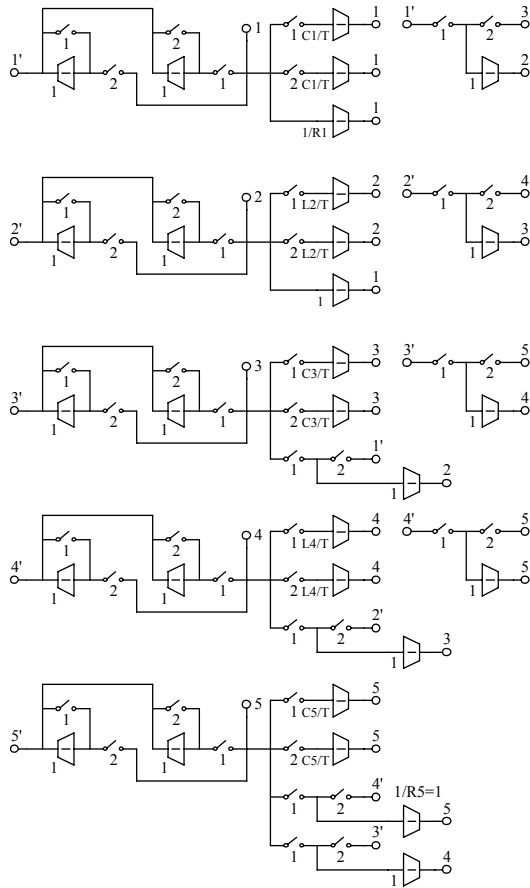 1 1' 3
1
1 2 1 C1/T 1 2
1' 1 2
1 2 1 1 2 C1/T 1
1
1/R1
2 2' 4
2
1 2 1 L2/T 1 2
2' 2 3
1 2 1 1 2 L2/T 1
1
1
3 3' 5
3
1 2 1 C3/T 1 2
3' 3 4
1 2 1 1 2 C3/T 1
1'
1 2 2
1
4 4' 5
4
1 2 1 L4/T 1 2
4' 4 5
1 2 1 1 2 L4/T 1
2'
1 2 3
1
5
5
1 2 1 C5/T
5' 5
1 2 1 1 2 C5/T
4' 1/R5=1
1 2 5
3'
1 2 4
1